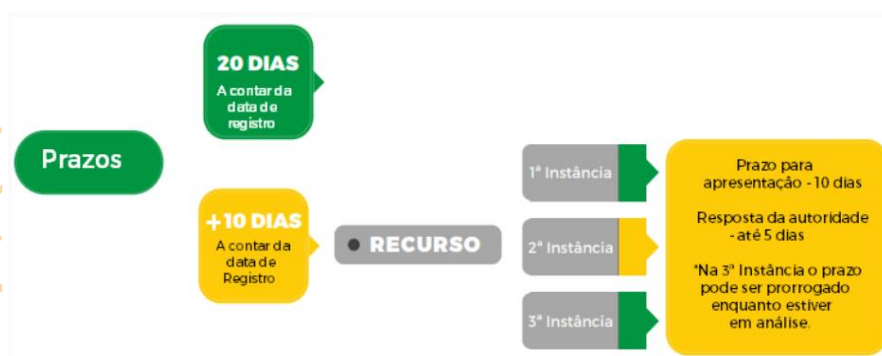 Prazos
20 DIAS
A contar da
data de
registro
+10 DIAS
A contar da
data de
Registro
RECURSO
1ª Instância
2ª Instância
3ª Instância
Prazo para
apresentação - 10 dias
Resposta da autoridade
- até 5 dias
*Na 3ª Instância o prazo
pode ser prorrogado
enquanto estiver
em análise.